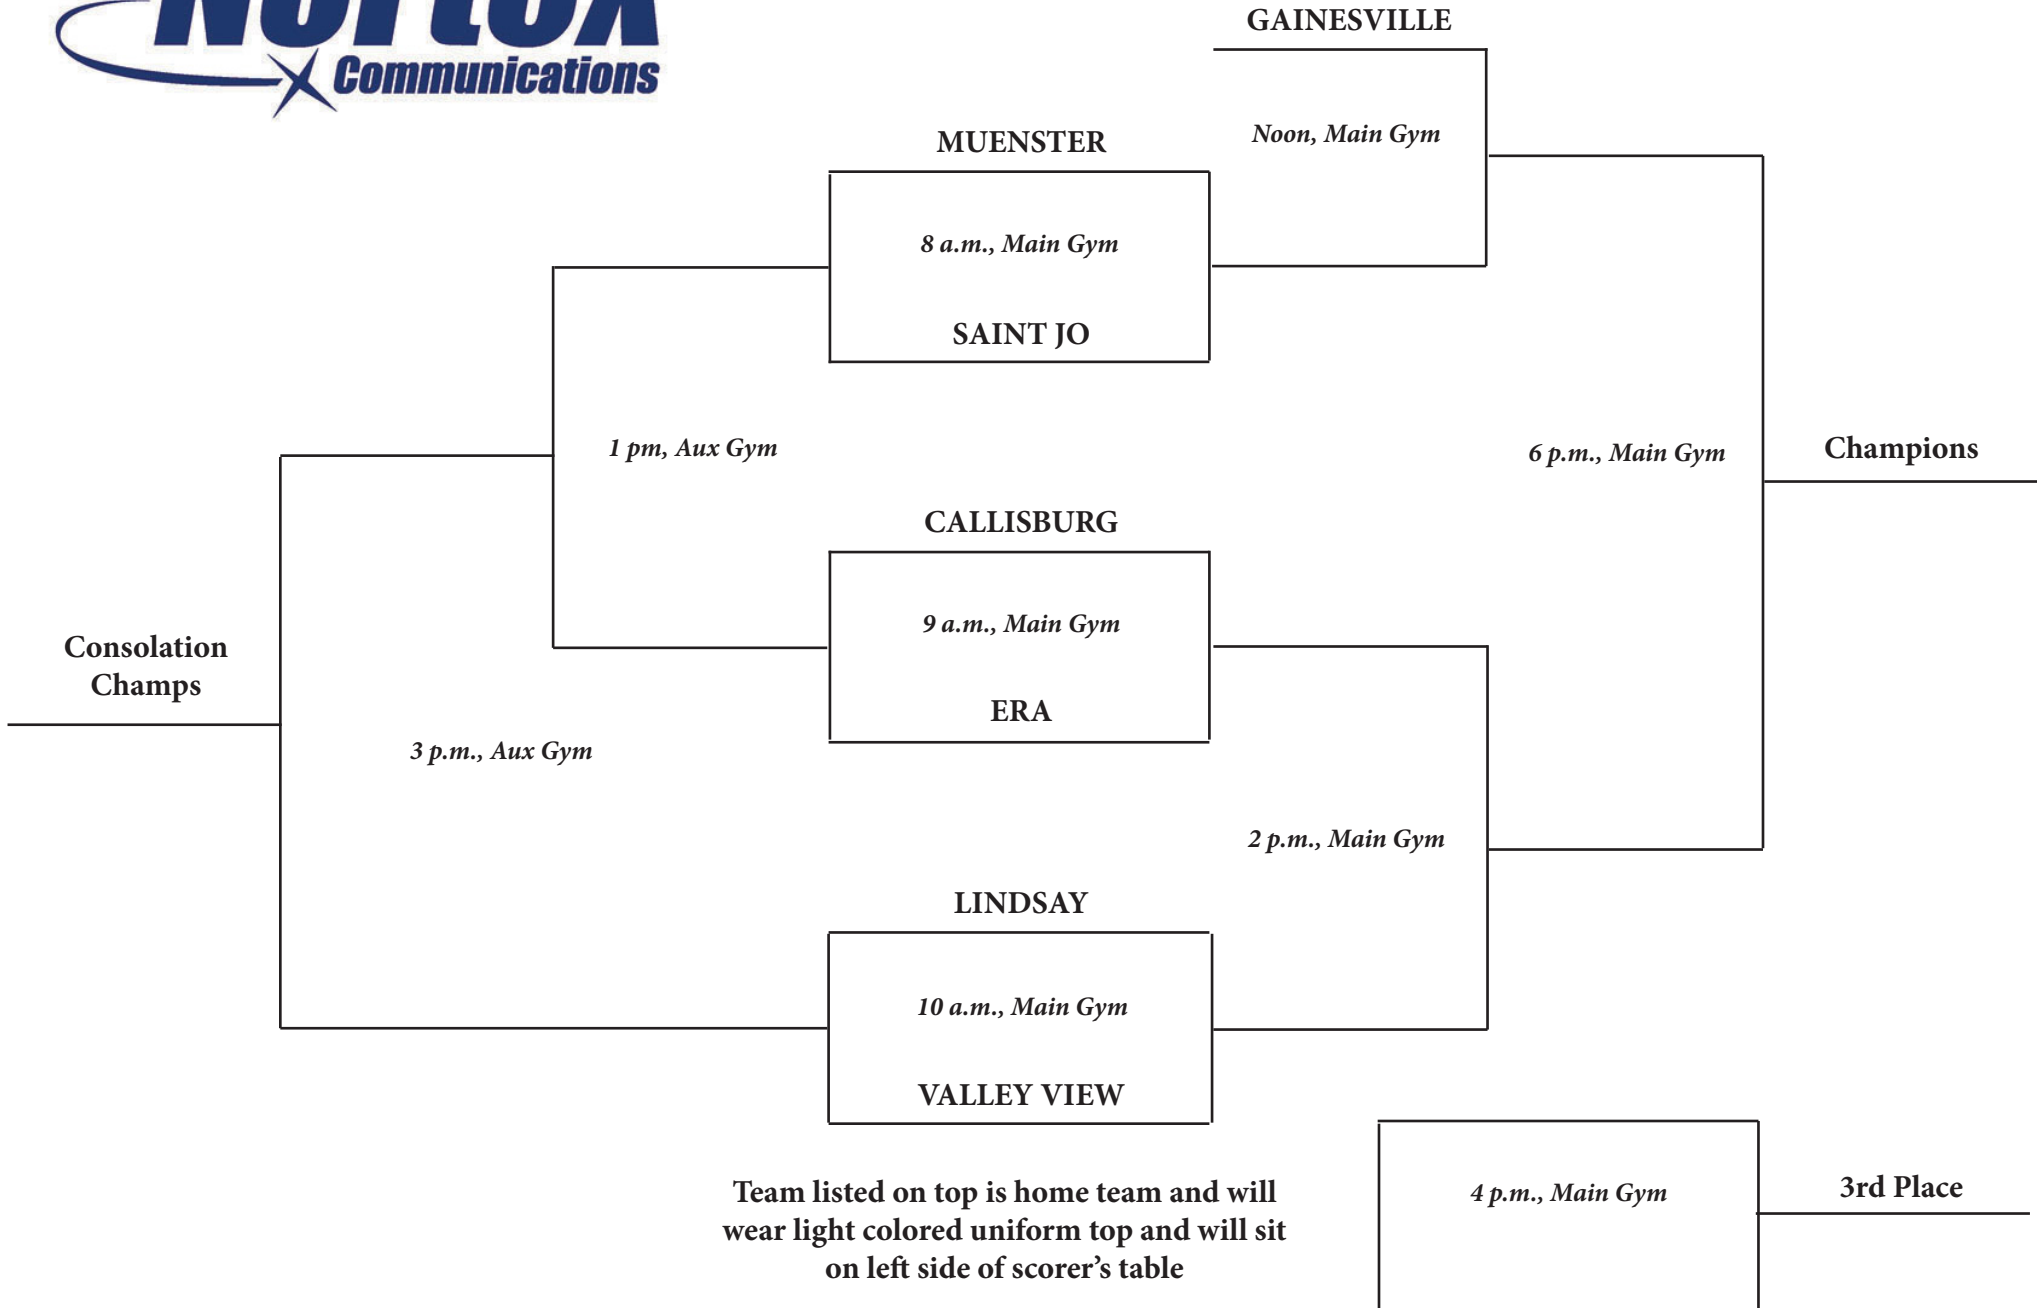 Nortex
Communications
GAINESVILLE
Noon, Main Gym
MUENSTER
8 a.m., Main Gym
SAINT JO
1 pm, Aux Gym
6 p.m., Main Gym
Champions
CALLISBURG
9 a.m., Main Gym
ERA
Consolation
Champs
3 p.m., Aux Gym
2 p.m., Main Gym
LINDSAY
10 a.m., Main Gym
VALLEY VIEW
4 p.m., Main Gym
3rd Place
Team listed on top is home team and will
wear light colored uniform top and will sit
on left side of scorer’s table